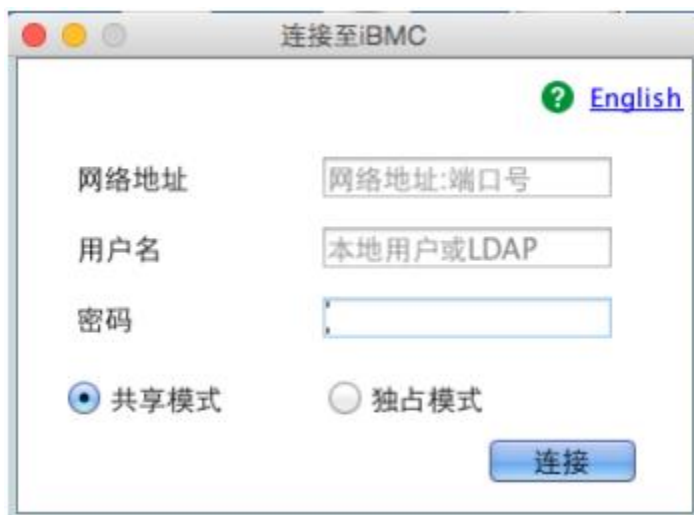 连接至iBMC
? English
网络地址 网络地址:端口号
用户名 本地用户或LDAP
密码
共享模式 独占模式
连接